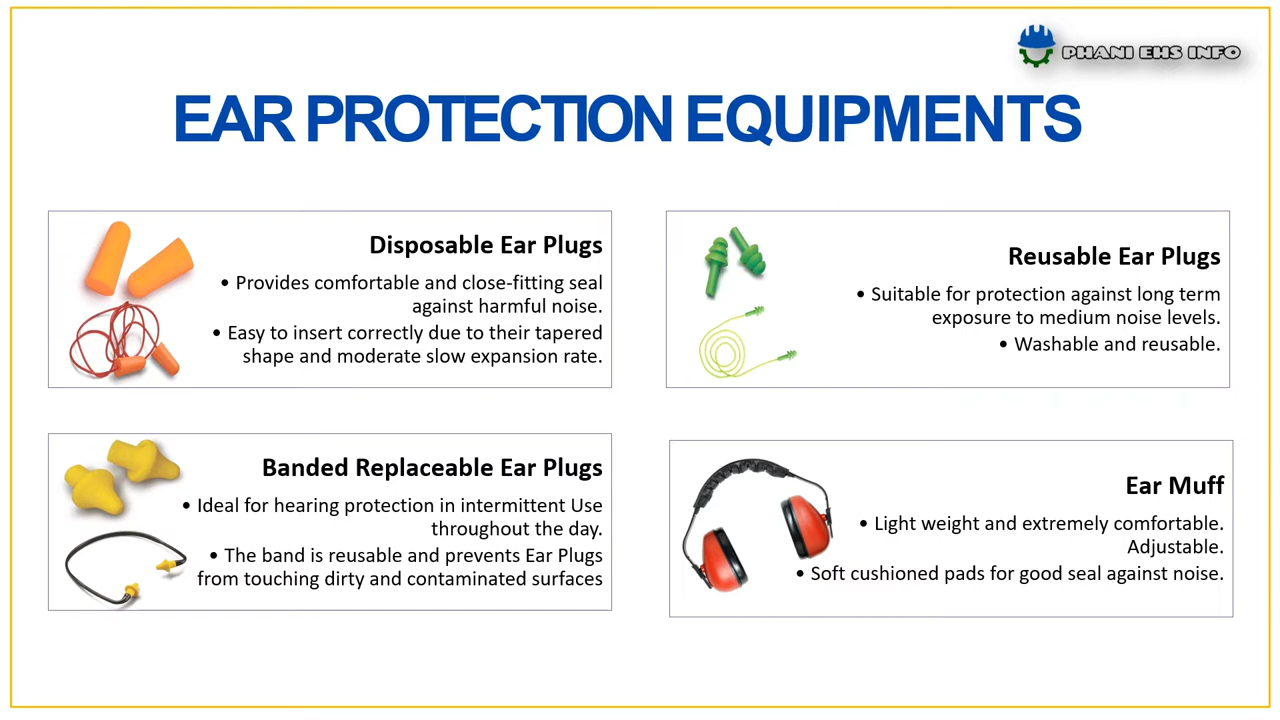 PHANI EHS INFO
EAR PROTECTION EQUIPMENTS
Disposable Ear Plugs
• Provides comfortable and close-fitting seal
against harmful noise.
• Easy to insert correctly due to their tapered
shape and moderate slow expansion rate.
Reusable Ear Plugs
• Suitable for protection against long term
exposure to medium noise levels.
• Washable and reusable.
Banded Replaceable Ear Plugs
• Ideal for hearing protection in intermittent Use
throughout the day.
• The band is reusable and prevents Ear Plugs
from touching dirty and contaminated surfaces
Ear Muff
• Light weight and extremely comfortable.
Adjustable.
• Soft cushioned pads for good seal against noise.